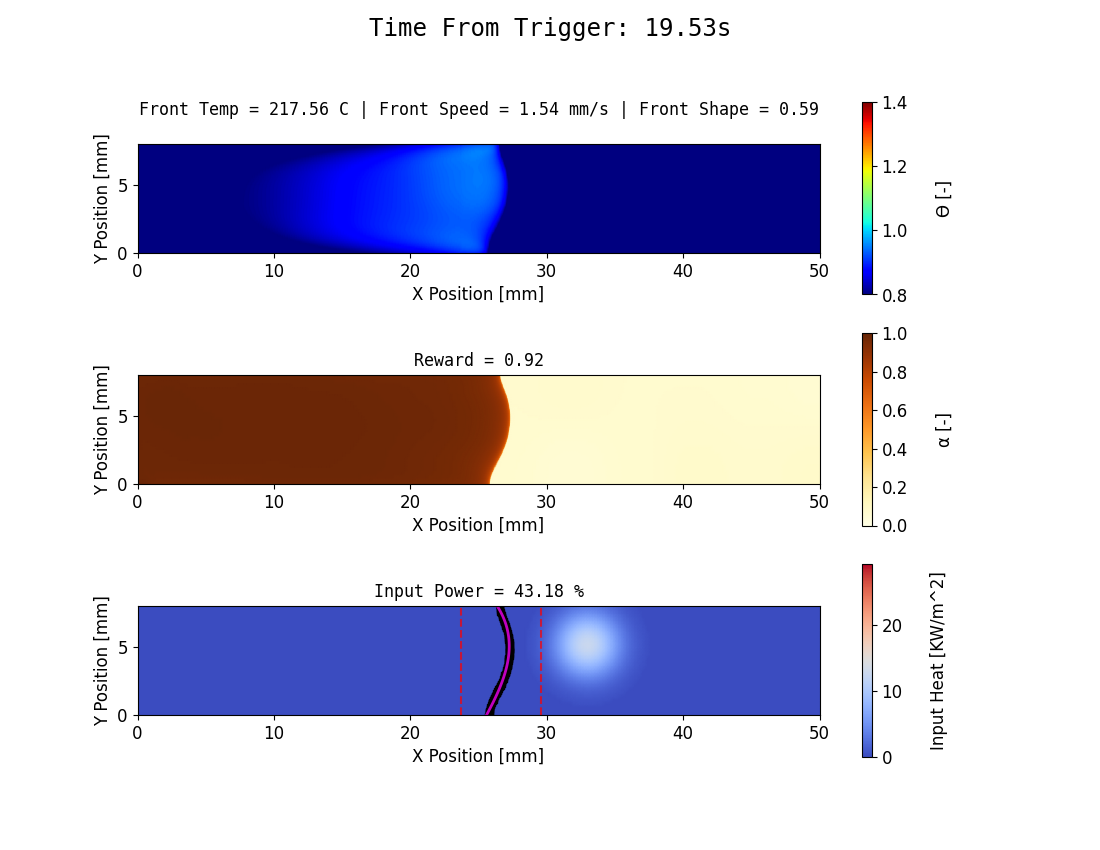 Time From Trigger: 19.53s
Front Temp = 217.56 C | Front Speed = 1.54 mm/s | Front Shape = 0.59
Y Position [mm]
5
0
0 10 20 30 40 50
X Position [mm]
1.4
1.2
1.0
0.8
Θ [-]
Reward = 0.92
Y Position [mm]
5
0
0 10 20 30 40 50
X Position [mm]
1.0
0.8
0.6
0.4
0.2
0.0
α [-]
Input Power = 43.18 %
Y Position [mm]
5
0
0 10 20 30 40 50
X Position [mm]
20
10
0
Input Heat [KW/m^2]